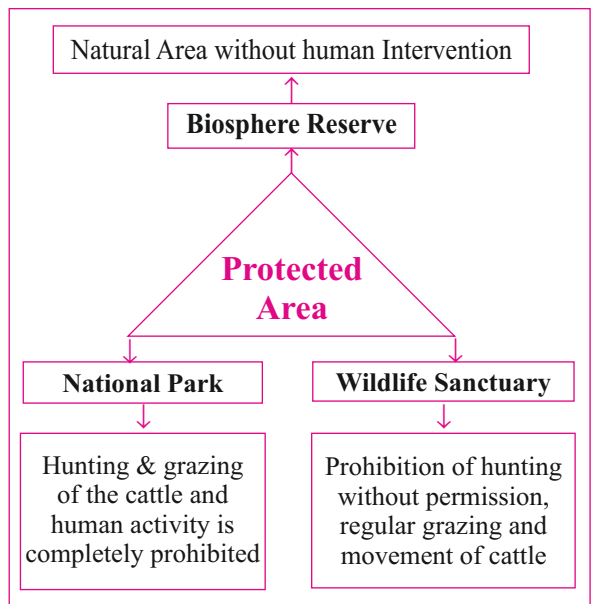 Natural Area without human Intervention
Biosphere Reserve
Protected
Area
National Park
Wildlife Sanctuary
Hunting & grazing
of the cattle and
human activity is
completely prohibited
Prohibition of hunting
without permission,
regular grazing and
movement of cattle